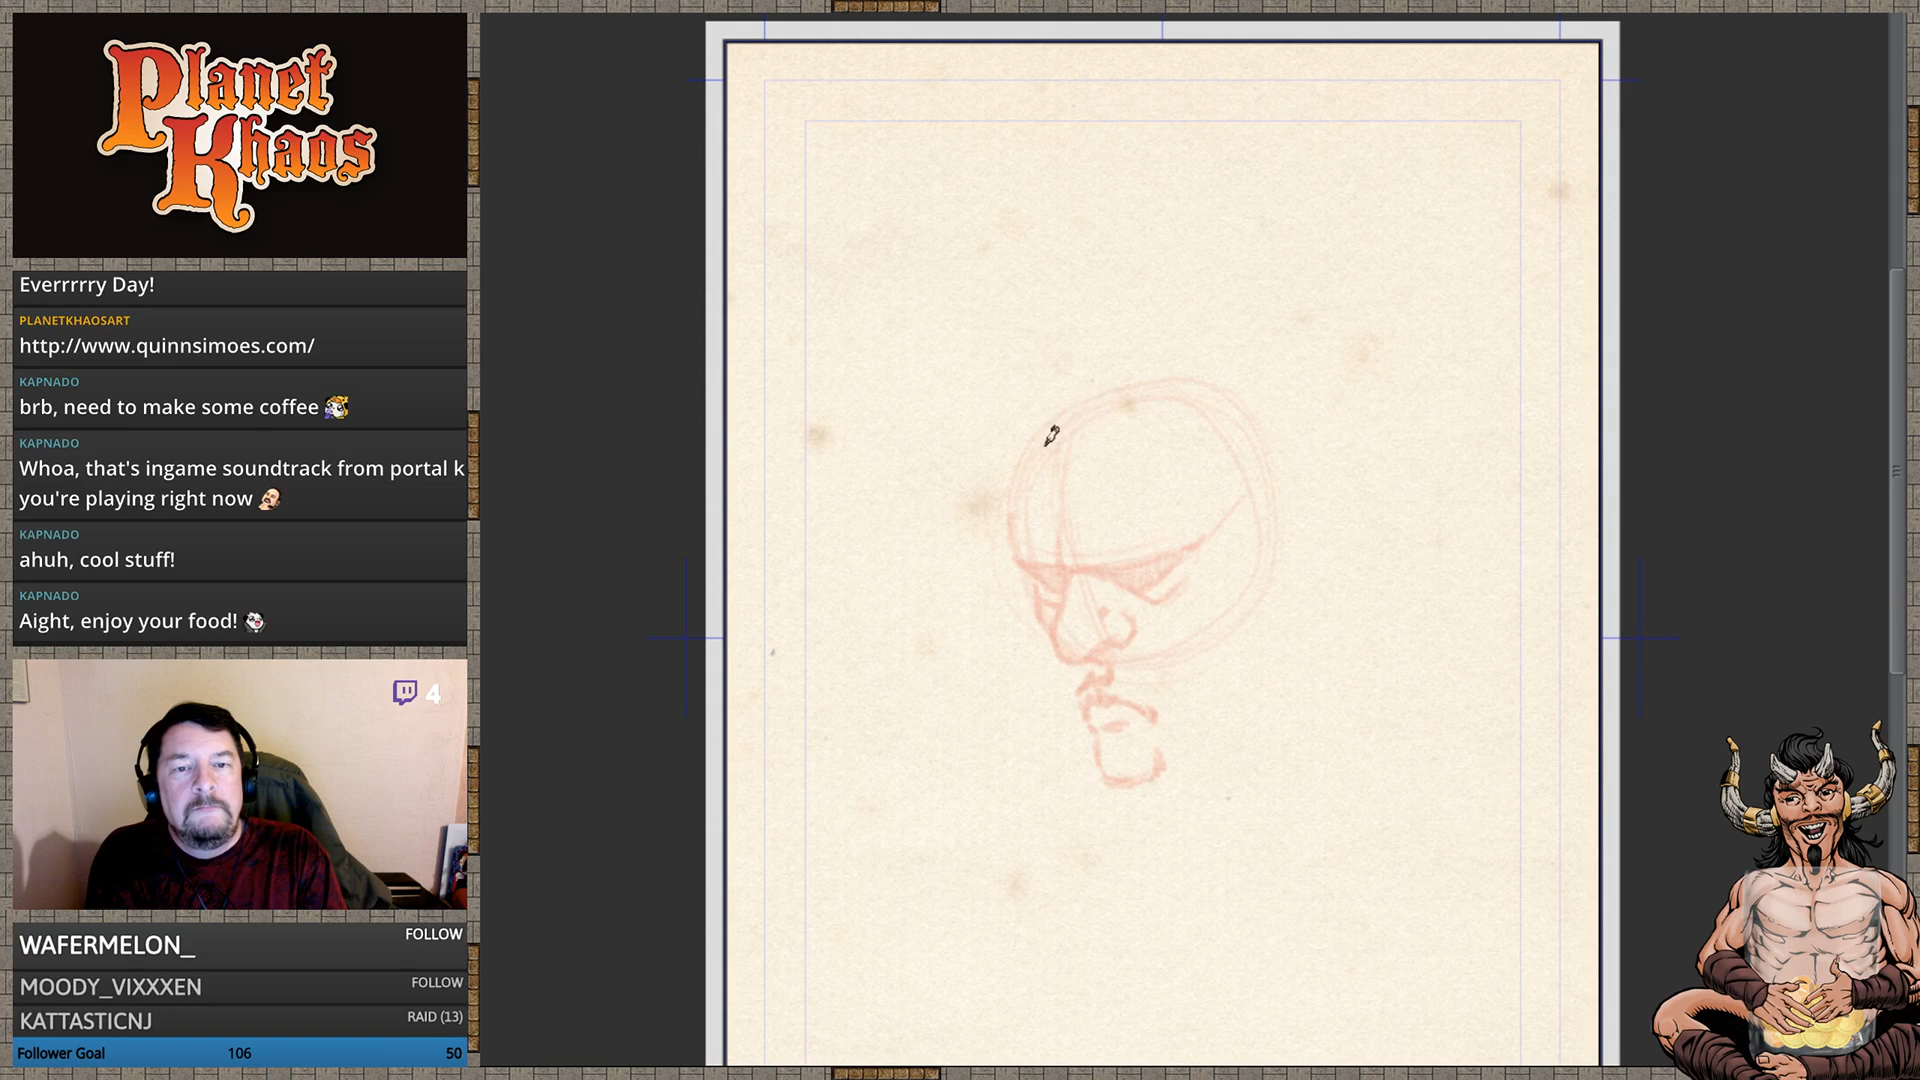 Planet
Khaos
Everrrrry Day!
PLANETKHAOSART
http://www.quinnsimoes.com/
KAPNADO
brb, need to make some coffee
KAPNADO
Whoa, that's ingame soundtrack from portal k
you're playing right now
KAPNADO
ahuh, cool stuff!
KAPNADO
Aight, enjoy your food!
4
WAFERMELON_ FOLLOW
MOODY_VIXXXEN FOLLOW
KATTASTICNJ RAID (13)
Follower Goal 106 50